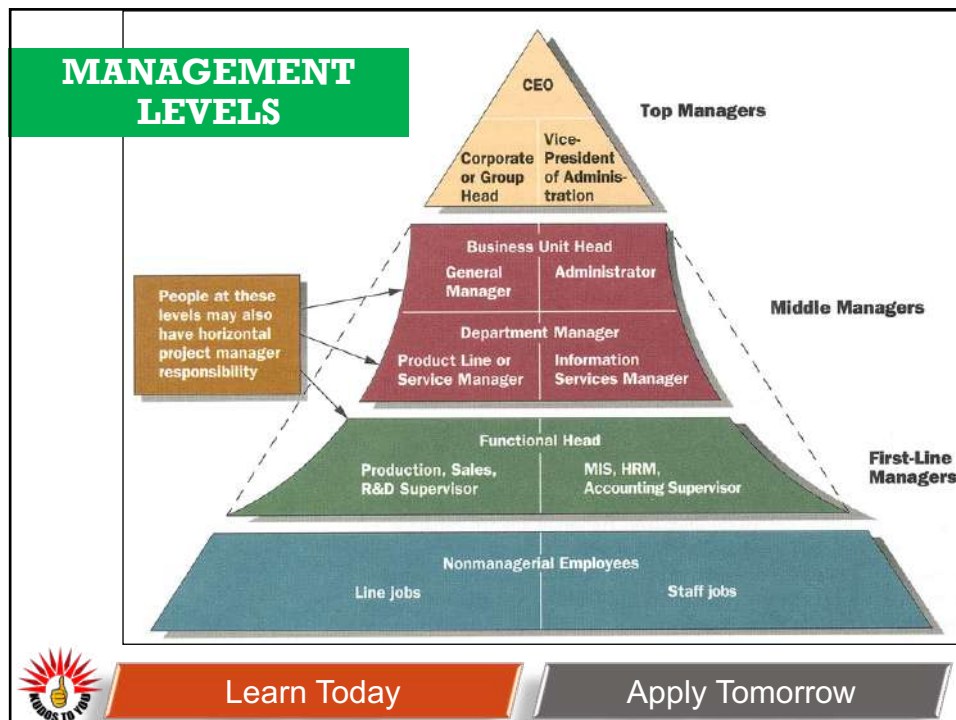 MANAGEMENT
LEVELS
CEO
Corporate
or Group
Head
Vice-
President
of Adminis-
tration
Top Managers
Business Unit Head
General
Manager
Administrator
Department Manager
Product Line or
Service Manager
Information
Services Manager
Middle Managers
People at these
levels may also
have horizontal
project manager
responsibility
Functional Head
Production, Sales,
R&D Supervisor
MIS, HRM,
Accounting Supervisor
First-Line
Managers
Nonmanagerial Employees
Line jobs
Staff jobs
KUDOS TO YOU
Learn Today
Apply Tomorrow